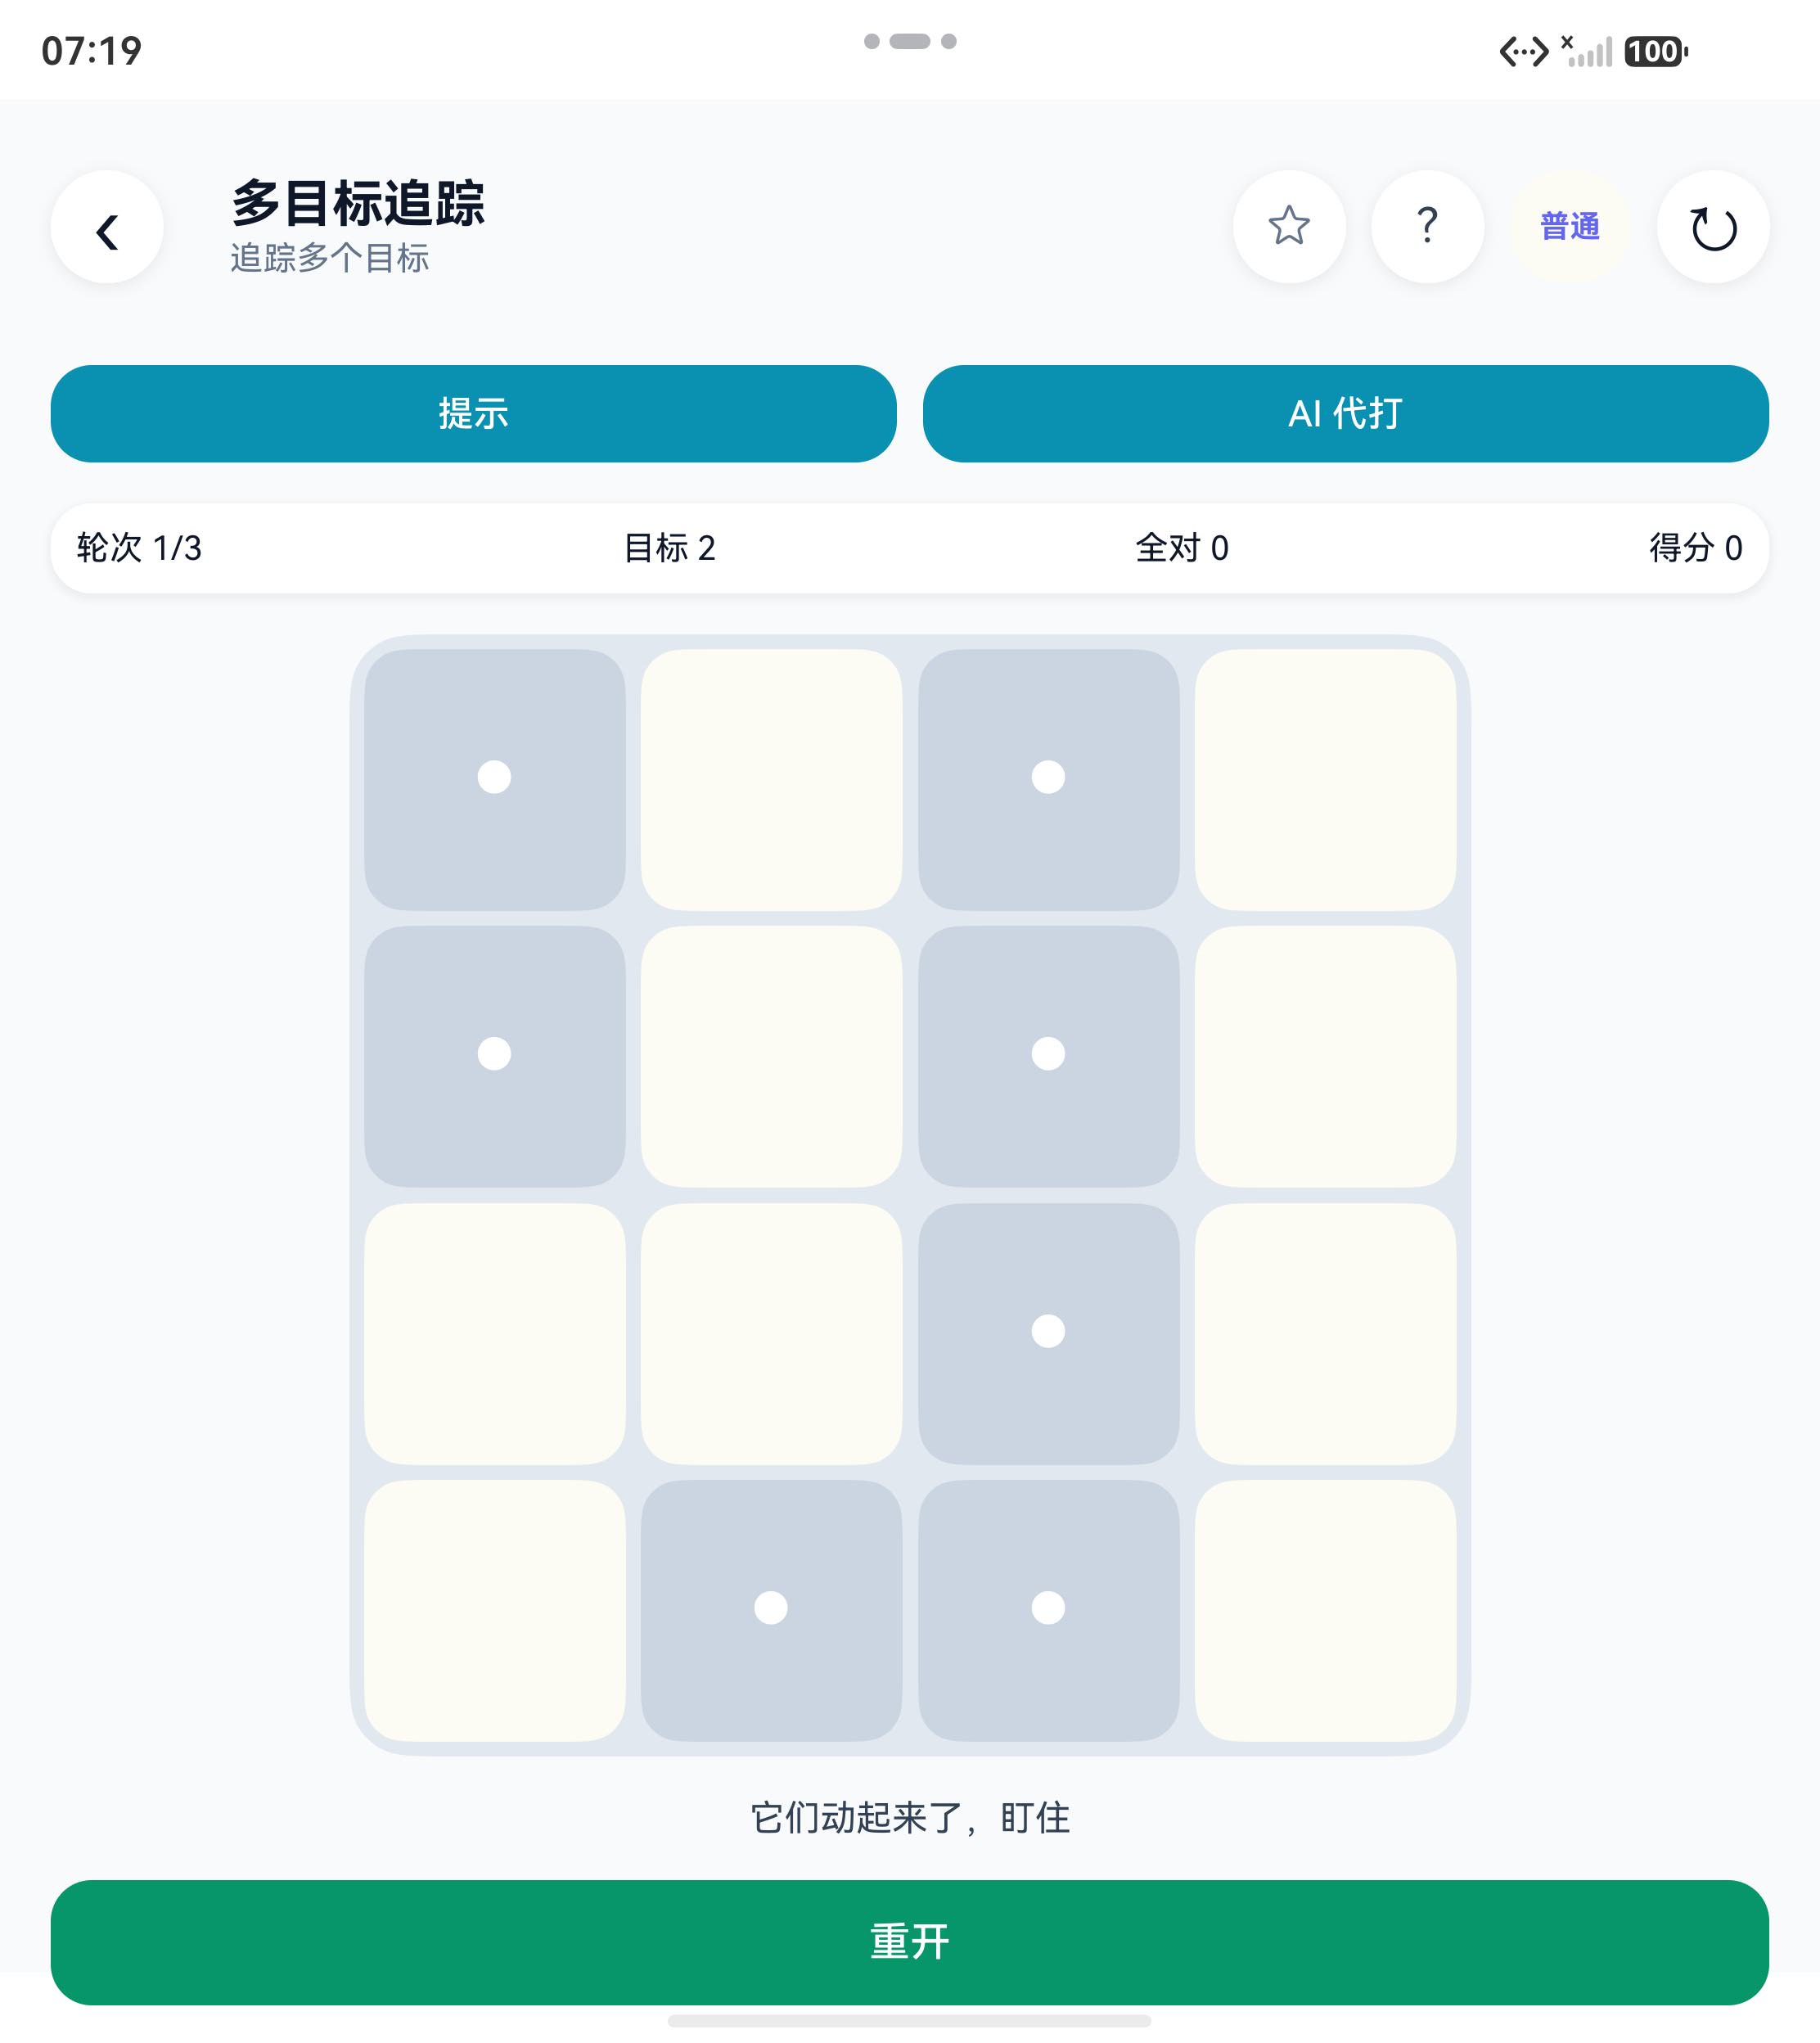 07:19
100
多目标追踪
追踪多个目标
?
普通
提示
AI 代打
轮次 1/3
目标 2
全对 0
得分 0
它们动起来了，盯住
重开